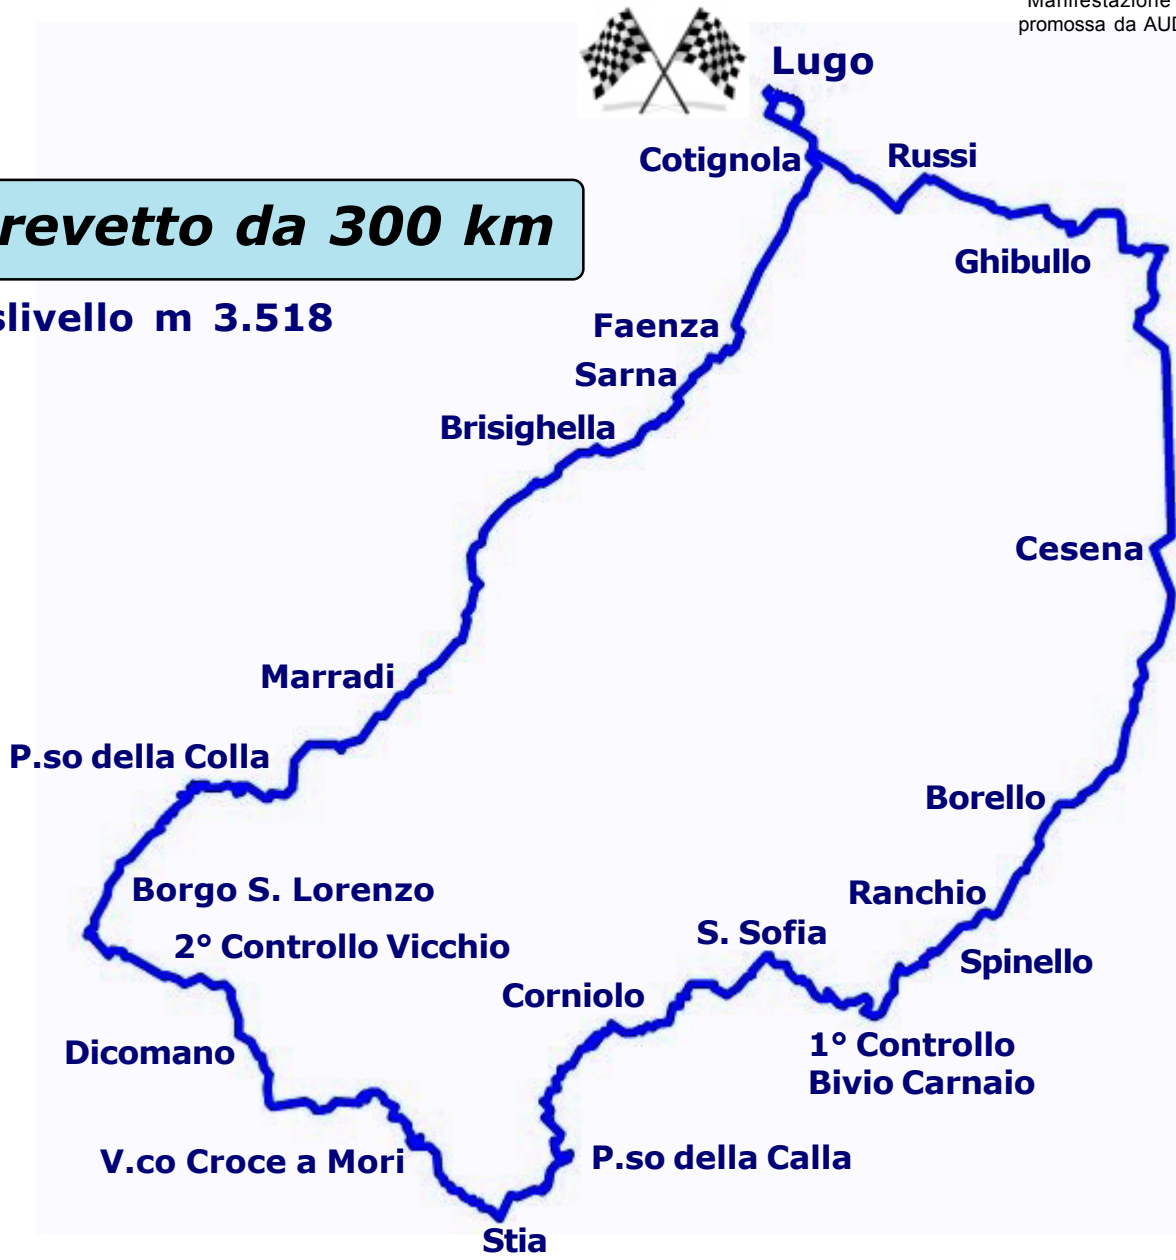 Manifestazione
promossa da AUD
Lugo
Cotignola
Russi
revetto da 300 km
Ghibullo
slivello m 3.518
Faenza
Sarna
Brisighella
Cesena
Marradi
P.so della Colla
Borello
Borgo S. Lorenzo
Ranchio
2° Controllo Vicchio
S. Sofia
Spinello
Corniolo
Dicomano
1° Controllo
Bivio Carnaio
V.co Croce a Mori
P.so della Calla
Stia